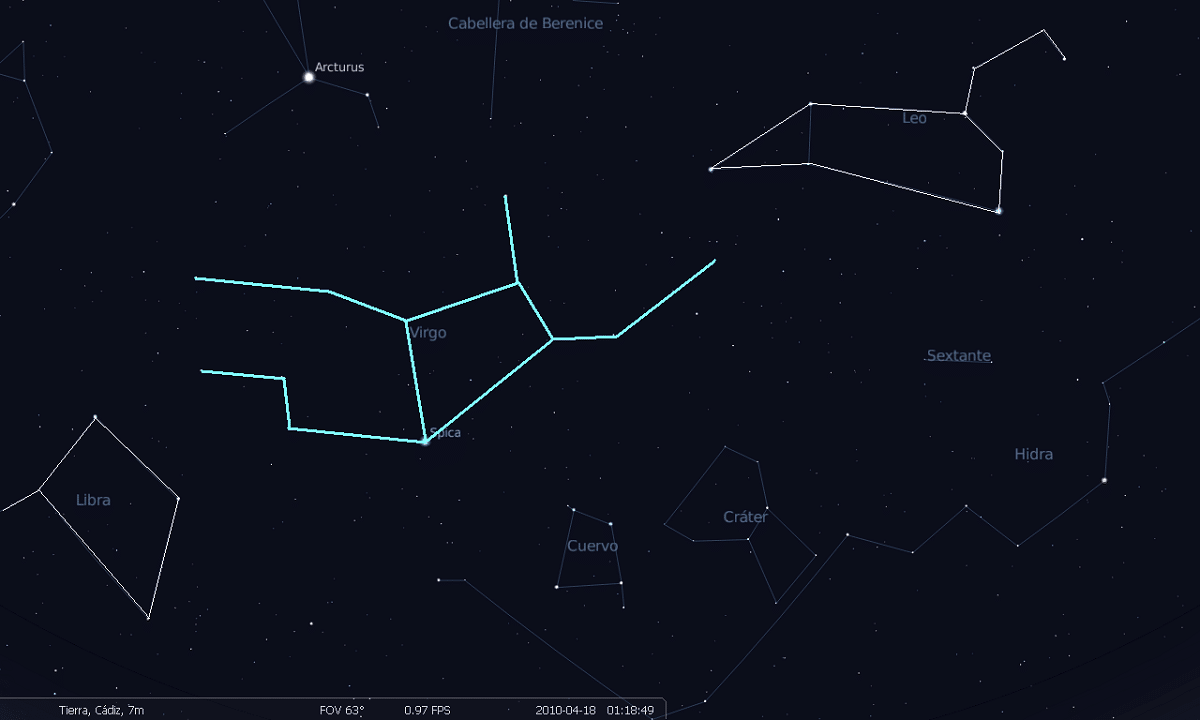 Cabellera de Berenice
Arcturus
Leo
Virgo
Sextante
Spica
Hidra
Libra
Cráter
Cuervo
Tierra, Cádiz, 7m FOV 63° 0.97 FPS 2010-04-18 01:18:49